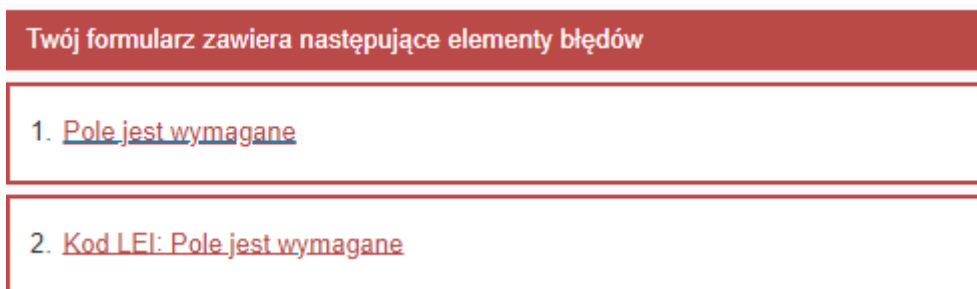 Twój formularz zawiera następujące elementy błędów
1. Pole jest wymagane
2. Kod LEI: Pole jest wymagane